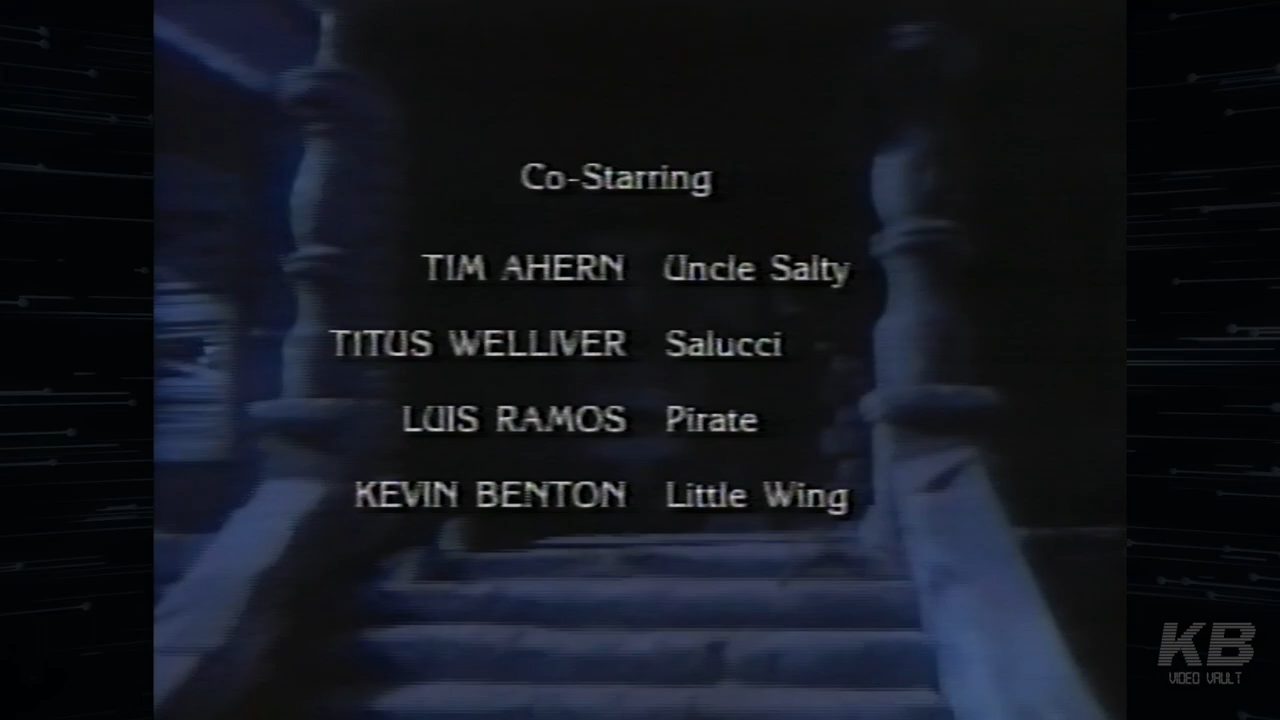 Co-Starring
TIM AHERN Uncle Salty
TITUS WELLIVER Salucci
LUIS RAMOS Pirate
KEVIN BENTON Little Wing
KB
VIDEO VAULT